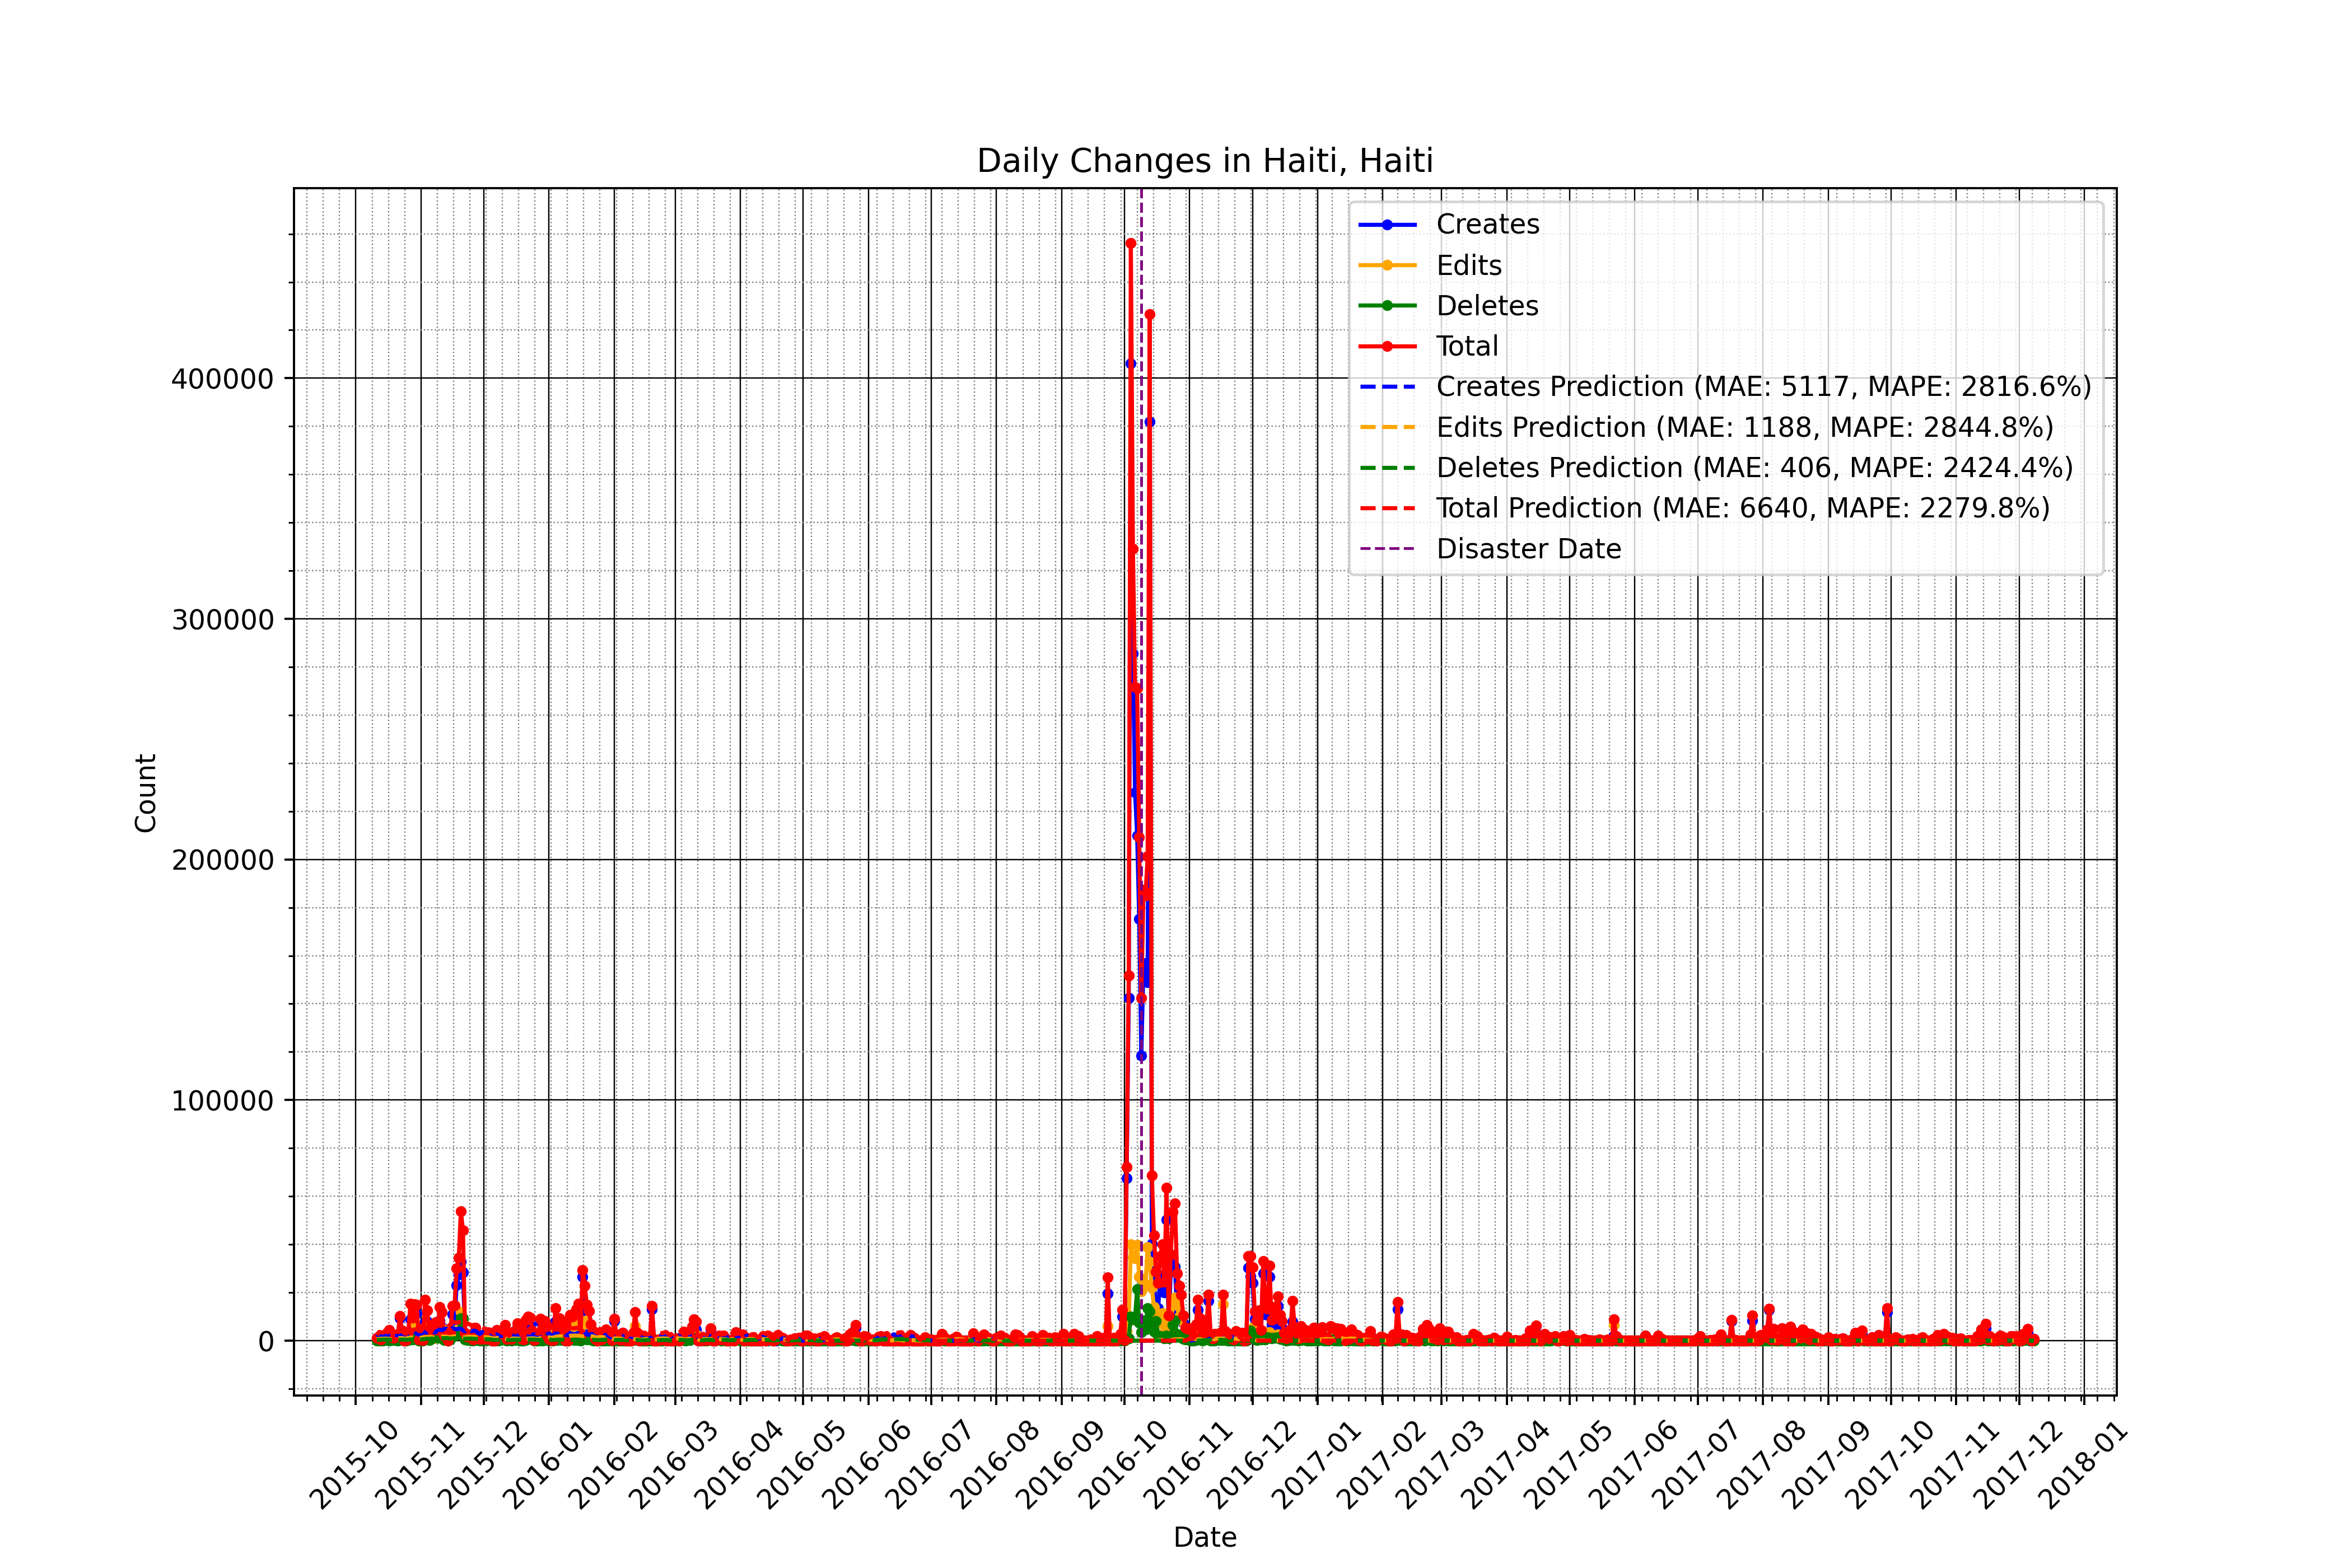 Daily Changes in Haiti, Haiti
Creates
Edits
Deletes
Total
Creates Prediction (MAE: 5117, MAPE: 2816.6%)
Edits Prediction (MAE: 1188, MAPE: 2844.8%)
Deletes Prediction (MAE: 406, MAPE: 2424.4%)
Total Prediction (MAE: 6640, MAPE: 2279.8%)
Disaster Date
400000
300000
200000
100000
0
Count
2015-10
2015-11
2015-12
2016-01
2016-02
2016-03
2016-04
2016-05
2016-06
2016-07
2016-08
2016-09
2016-10
2016-11
2016-12
2017-01
2017-02
2017-03
2017-04
2017-05
2017-06
2017-07
2017-08
2017-09
2017-10
2017-11
2017-12
2018-01
Date